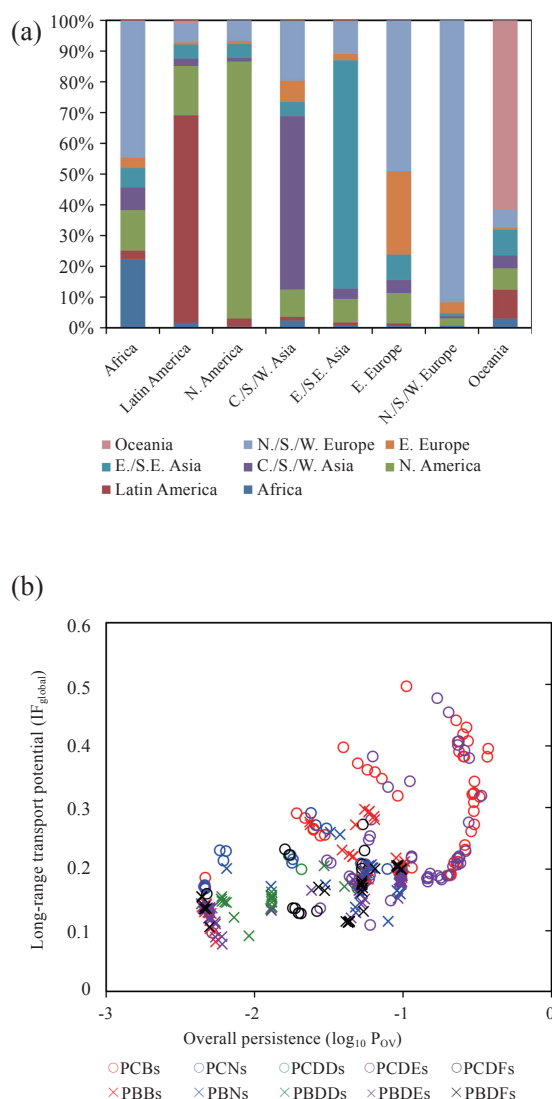 (a)
100%
90%
80%
70%
60%
50%
40%
30%
20%
10%
0%
Africa
Latin America
N. America
C./S./W. Asia
E./S.E. Asia
E. Europe
N./S./W. Europe
Oceania
Oceania N./S./W. Europe E. Europe
E./S.E. Asia C./S./W. Asia N. America
Latin America Africa
(b)
Long-range transport potential (IFglobal)
0.6
0.5
0.4
0.3
0.2
0.1
0
-3 -2 -1 0
Overall persistence (log10 POV)
PCBs PCNs PCDDs PCDEs PCDFs
PBBs PBNs PBDDs PBDEs PBDFs